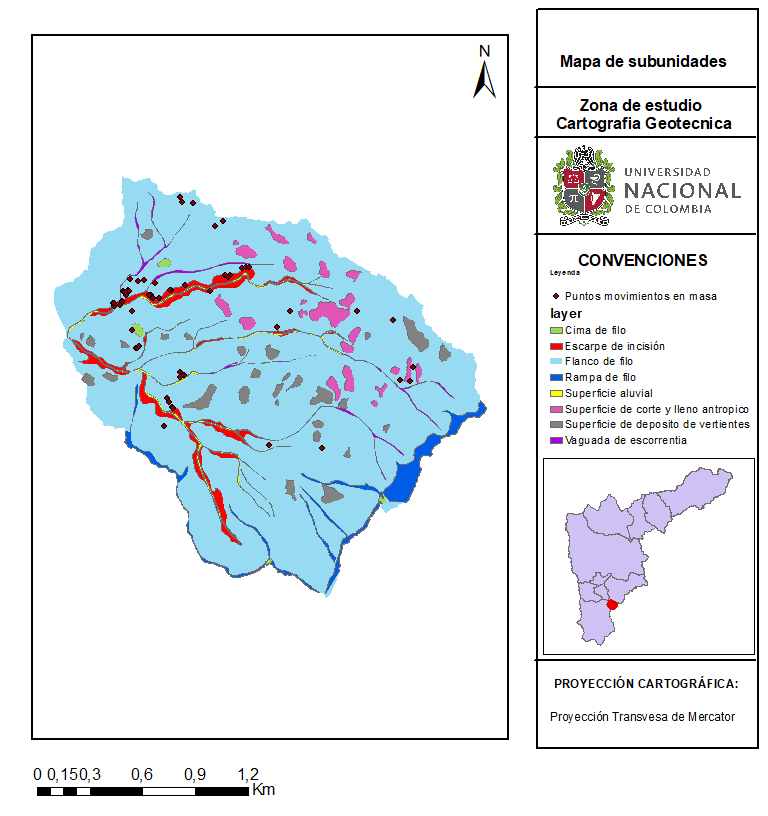 Mapa de subunidades
Zona de estudio
Cartografia Geotecnica
UNIVERSIDAD
NACIONAL
DE COLOMBIA
CONVENCIONES
Leyenda
Puntos movimientos en masa
layer
Cima de filo
Escarpe de incisión
Flanco de filo
Rampa de filo
Superficie aluvial
Superficie de corte y lleno antropico
Superficie de deposito de vertientes
Vaguada de escorrentia
PROYECCIÓN CARTOGRÁFICA:
Proyección Transvesa de Mercator
N
0 0,150,3 0,6 0,9 1,2
Km